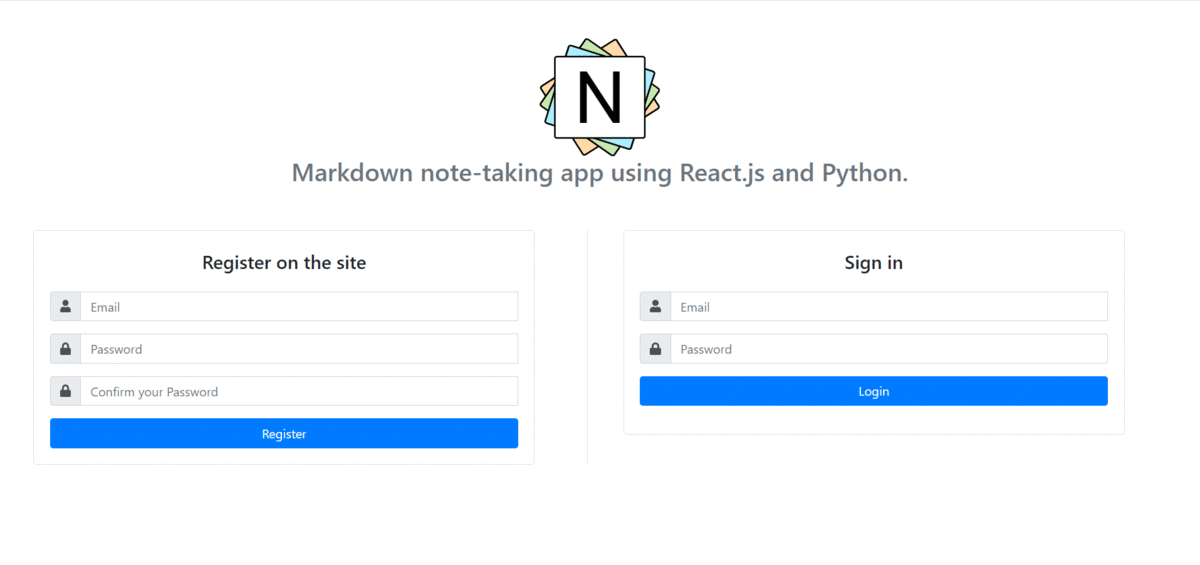 N
Markdown note-taking app using React.js and Python.
Register on the site
Email
Password
Confirm your Password
Register
Sign in
Email
Password
Login